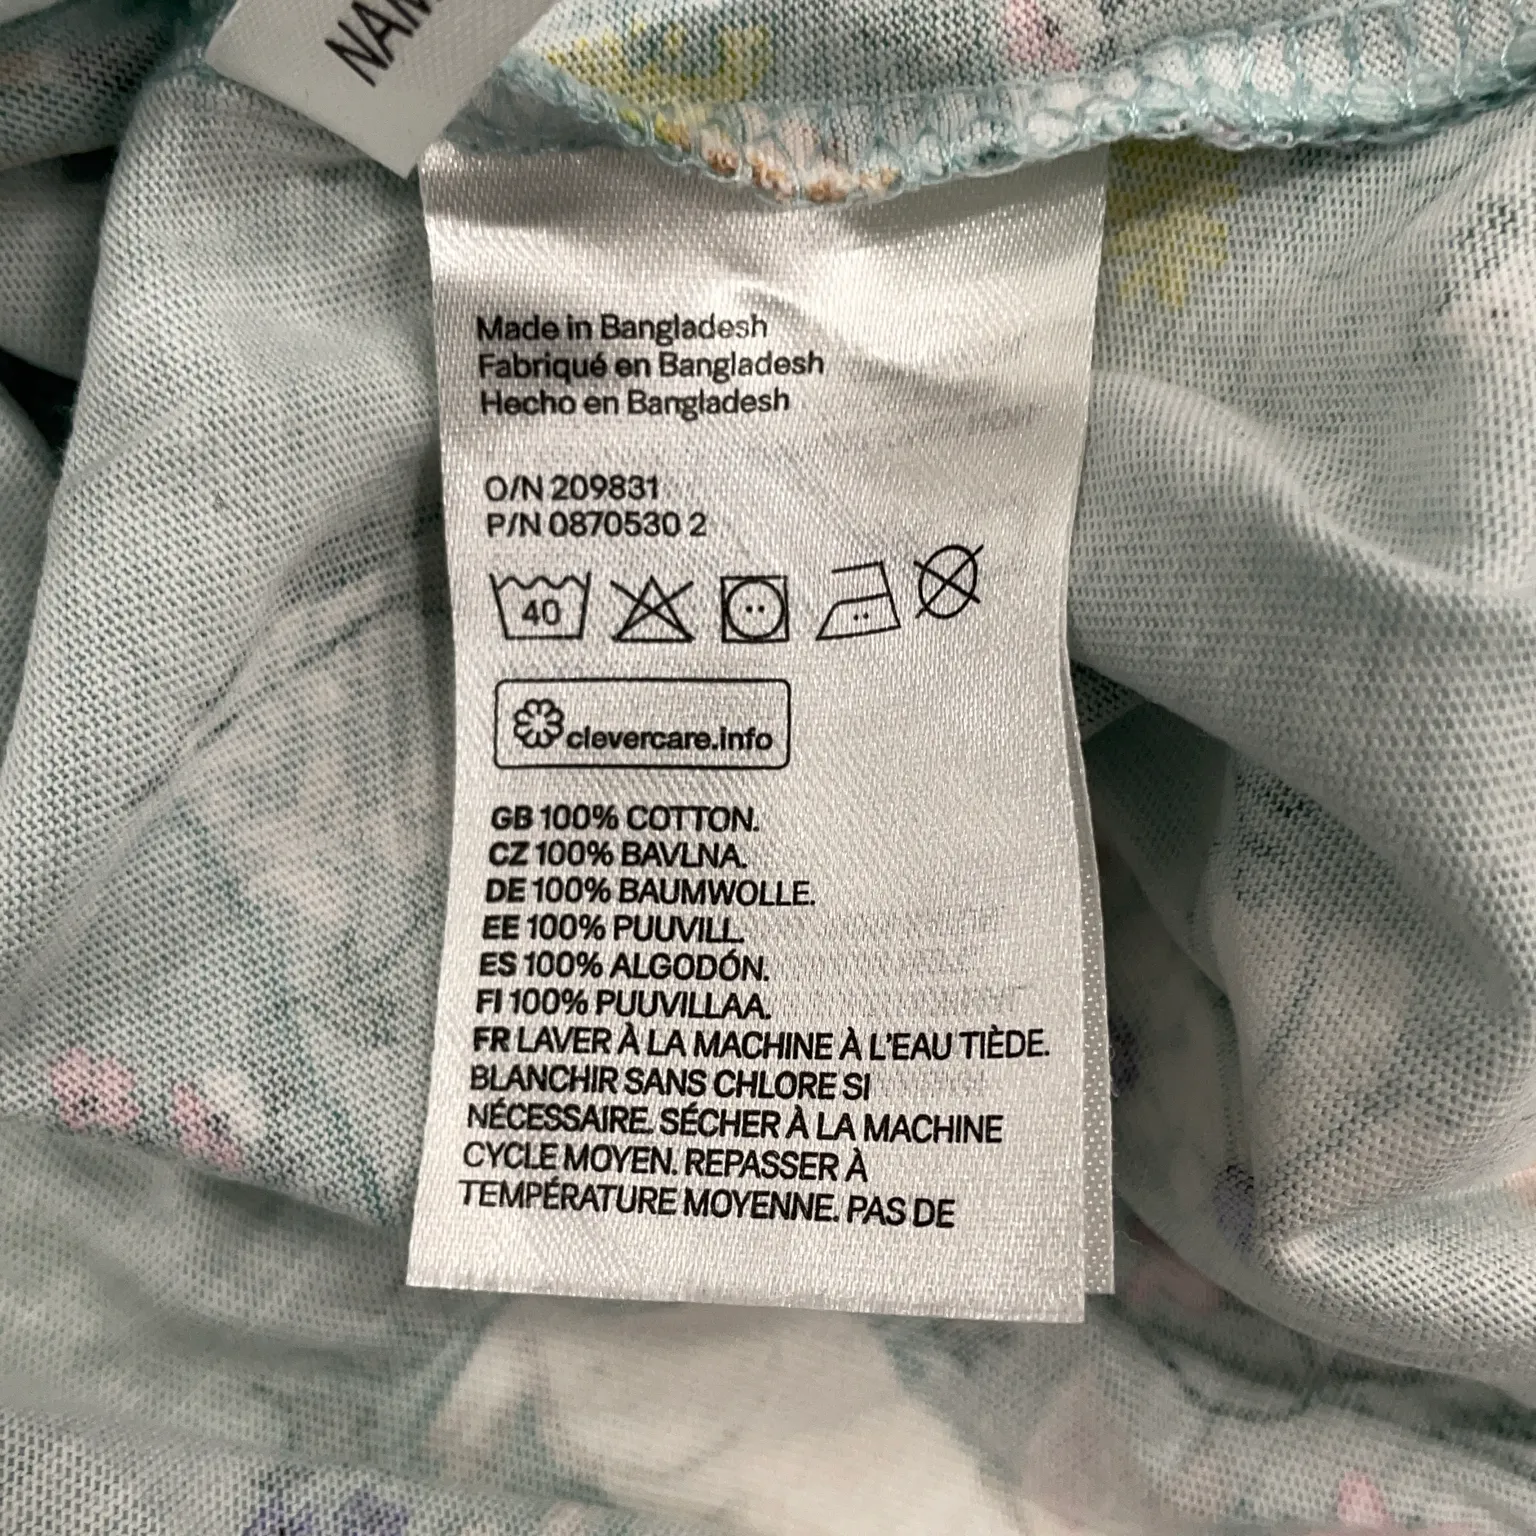 NAM
Made in Bangladesh
Fabriqué en Bangladesh
Hecho en Bangladesh
O/N 209831
P/N 0870530 2
40
clevercare.info
GB 100% COTTON.
CZ 100% BAVLNA.
DE 100% BAUMWOLLE.
EE 100% PUUVILL.
ES 100% ALGODÓN.
FI 100% PUUVILLAA.
FR LAVER À LA MACHINE À L'EAU TIÈDE.
BLANCHIR SANS CHLORE SI
NÉCESSAIRE. SÉCHER À LA MACHINE
CYCLE MOYEN. REPASSER À
TEMPÉRATURE MOYENNE. PAS DE